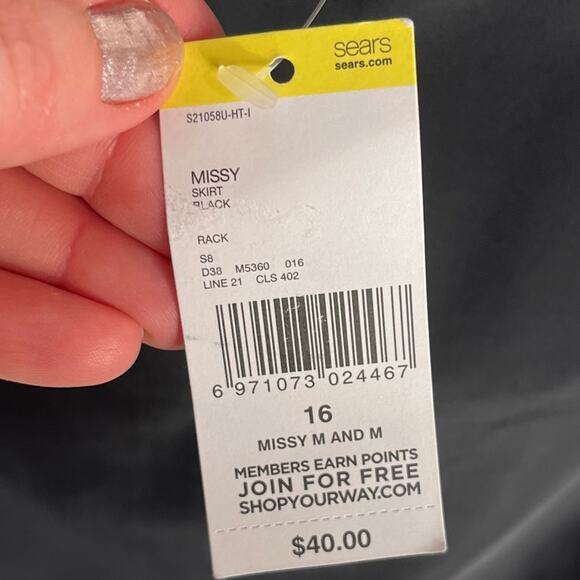 sears
sears.com
S21058U-HT-I
MISSY
SKIRT
BLACK
RACK
S8
D38 M5360 016
LINE 21 CLS 402
6 971073 024467
16
MISSY M AND M
MEMBERS EARN POINTS
JOIN FOR FREE
SHOPYOURWAY.COM
$40.00